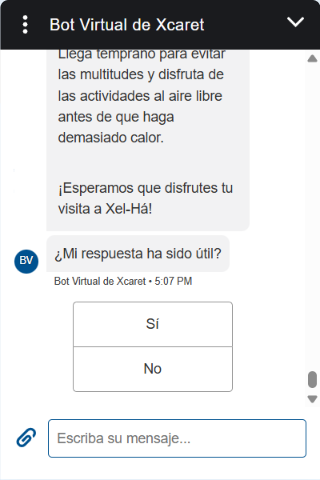 Bot Virtual de Xcaret
Llega temprano para evitar
las multitudes y disfruta de
las actividades al aire libre
antes de que haga
demasiado calor.
¡Esperamos que disfrutes tu
visita a Xel-Há!
BV
¿Mi respuesta ha sido útil?
Bot Virtual de Xcaret • 5:07 PM
Sí
No
Escriba su mensaje...